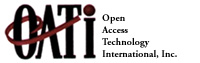 OATi
Open
Access
Technology
International, Inc.